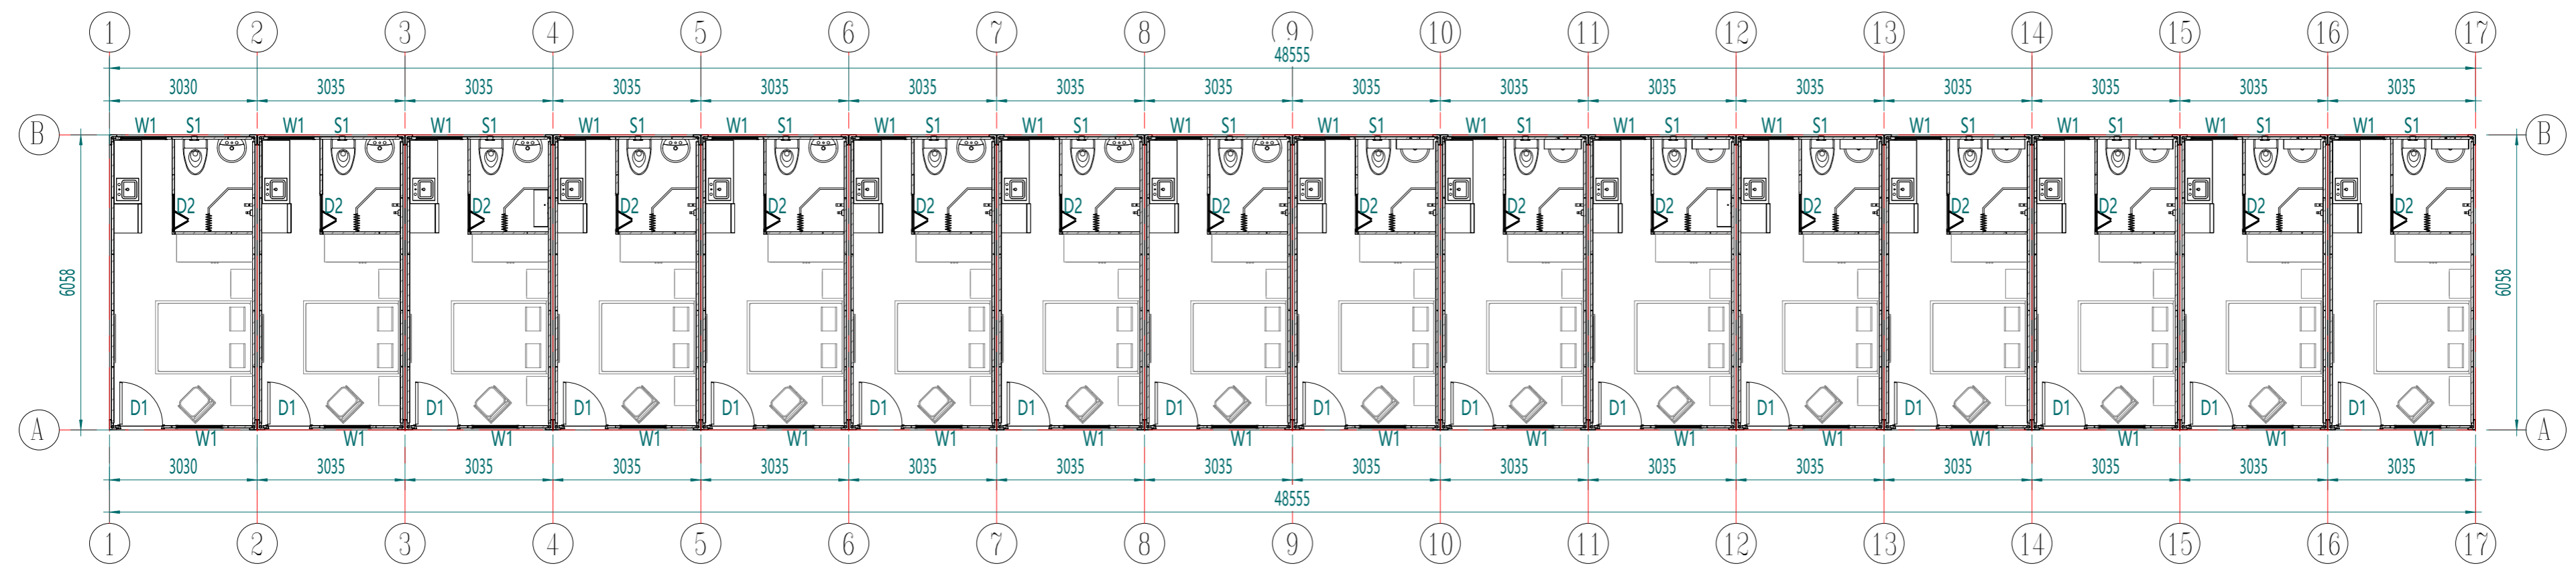 1 2 3 4 5 6 7 8 9 10 11 12 13 14 15 16 17
48555
3030 3035 3035 3035 3035 3035 3035 3035 3035 3035 3035 3035 3035 3035 3035 3035
W1 S1 W1 S1 W1 S1 W1 S1 W1 S1 W1 S1 W1 S1 W1 S1 W1 S1 W1 S1 W1 S1 W1 S1 W1 S1 W1 S1 W1 S1 W1 S1
B B
D2 D2 D2 D2 D2 D2 D2 D2 D2 D2 D2 D2 D2 D2 D2 D2
6058 6058
D1 D1 D1 D1 D1 D1 D1 D1 D1 D1 D1 D1 D1 D1 D1 D1
A A
W1 W1 W1 W1 W1 W1 W1 W1 W1 W1 W1 W1 W1 W1 W1 W1
3030 3035 3035 3035 3035 3035 3035 3035 3035 3035 3035 3035 3035 3035 3035 3035
48555
1 2 3 4 5 6 7 8 9 10 11 12 13 14 15 16 17